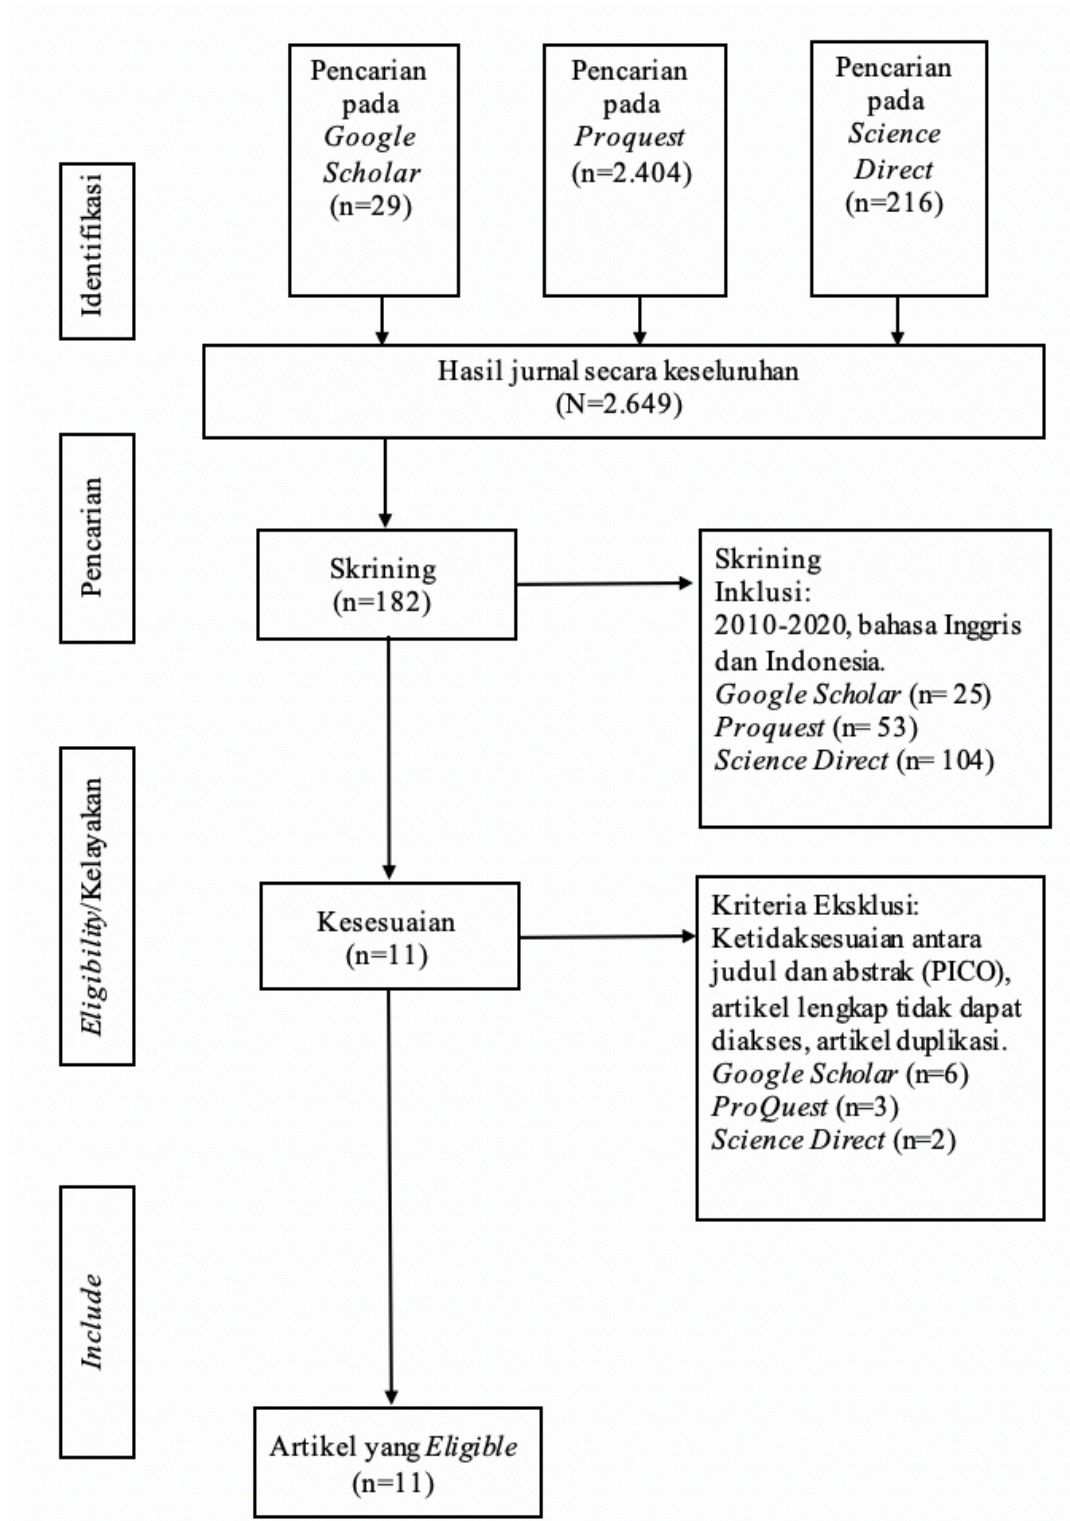 Pencarian
pada
Google
Scholar
(n=29)
Pencarian
pada
Proquest
(n=2.404)
Pencarian
pada
Science
Direct
(n=216)
Identifikasi
Hasil jurnal secara keseluruhan
(N=2.649)
Pencarian
Skrining
(n=182)
Skrining
Inklusi:
2010-2020, bahasa Inggris
dan Indonesia.
Google Scholar (n= 25)
Proquest (n= 53)
Science Direct (n= 104)
Eligibility/Kelayakan
Kesesuaian
(n=11)
Kriteria Eksklusi:
Ketidaksesuaian antara
judul dan abstrak (PICO),
artikel lengkap tidak dapat
diakses, artikel duplikasi.
Google Scholar (n=6)
ProQuest (n=3)
Science Direct (n=2)
Include
Artikel yang Eligible
(n=11)